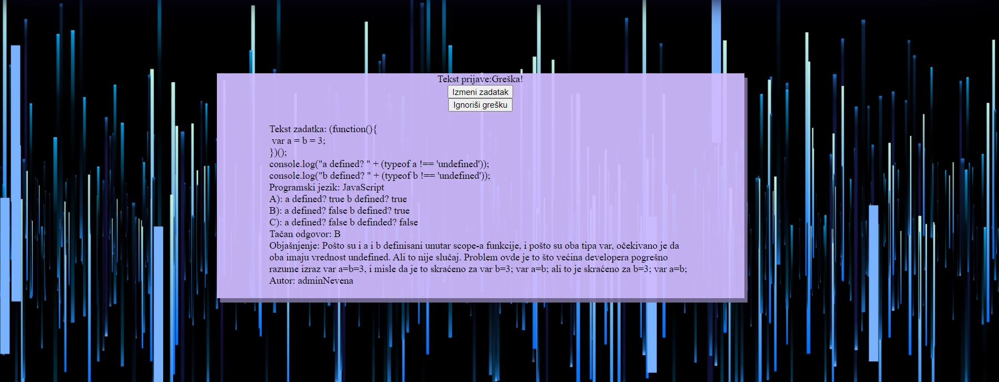 Tekst prijave:Greška!
Izmeni zadatak
Ignoriši grešku
Tekst zadatka: (function(){
var a = b = 3;
})();
console.log("a defined? " + (typeof a !== 'undefined'));
console.log("b defined? " + (typeof b !== 'undefined'));
Programski jezik: JavaScript
A): a defined? true b defined? true
B): a defined? false b defined? true
C): a defined? false b definded? false
Tačan odgovor: B
Objašnjenje: Pošto su i a i b definisani unutar scope-a funkcije, i pošto su oba tipa var, očekivano je da
oba imaju vrednost undefined. Ali to nije slučaj. Problem ovde je to što većina developera pogrešno
razume izraz var a=b=3, i misle da je to skraćeno za var b=3; var a=b; ali to je skraćeno za b=3; var a=b;
Autor: adminNevena